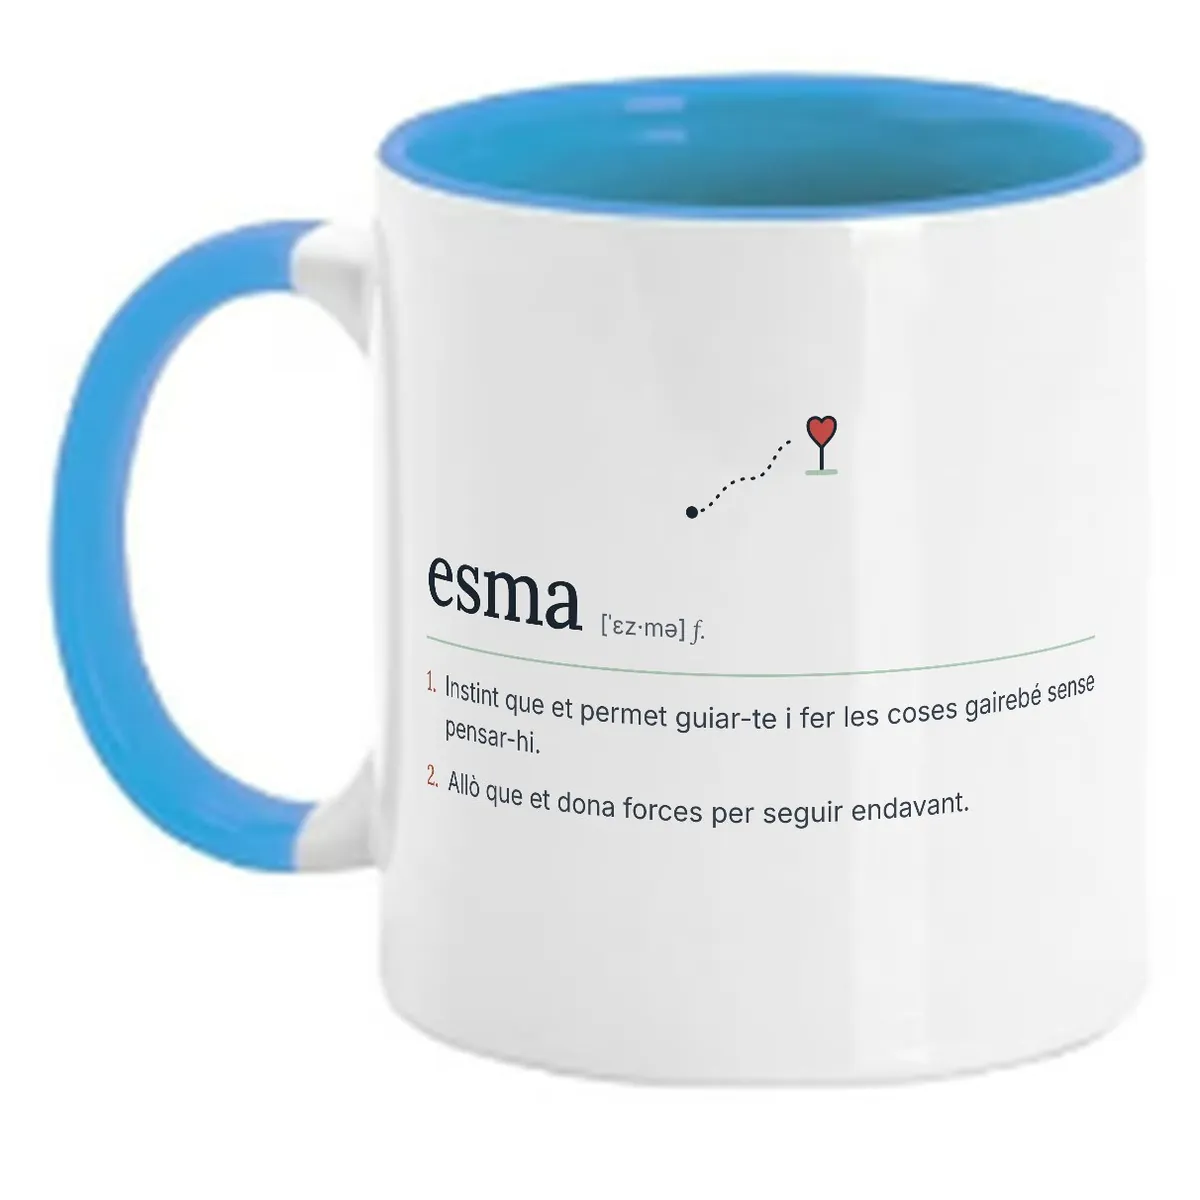 esma ['ɛz·mə] f.
1. Instint que et permet guiar-te i fer les coses gairebé sense
pensar-hi.
2. Allò que et dona forces per seguir endavant.